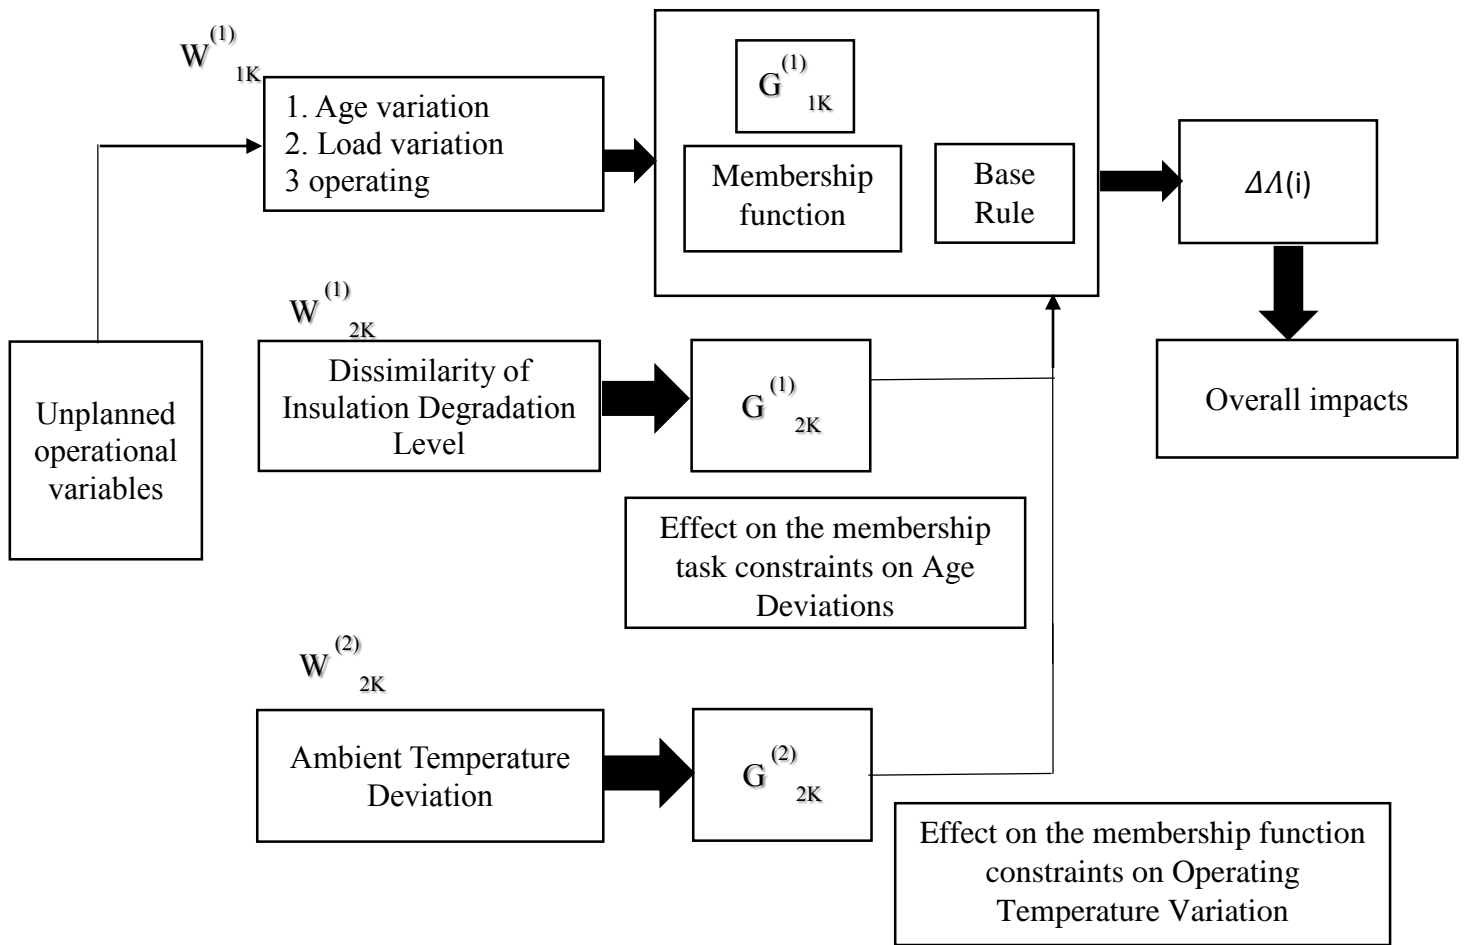 W(1)1K
1. Age variation
2. Load variation
3 operating
G(1)1K
Membership
function
Base
Rule
ΔΛ(i)
W(1)2K
Dissimilarity of
Insulation Degradation
Level
G(1)2K
Unplanned
operational
variables
Overall impacts
Effect on the membership
task constraints on Age
Deviations
W(2)2K
Ambient Temperature
Deviation
G(2)2K
Effect on the membership function
constraints on Operating
Temperature Variation